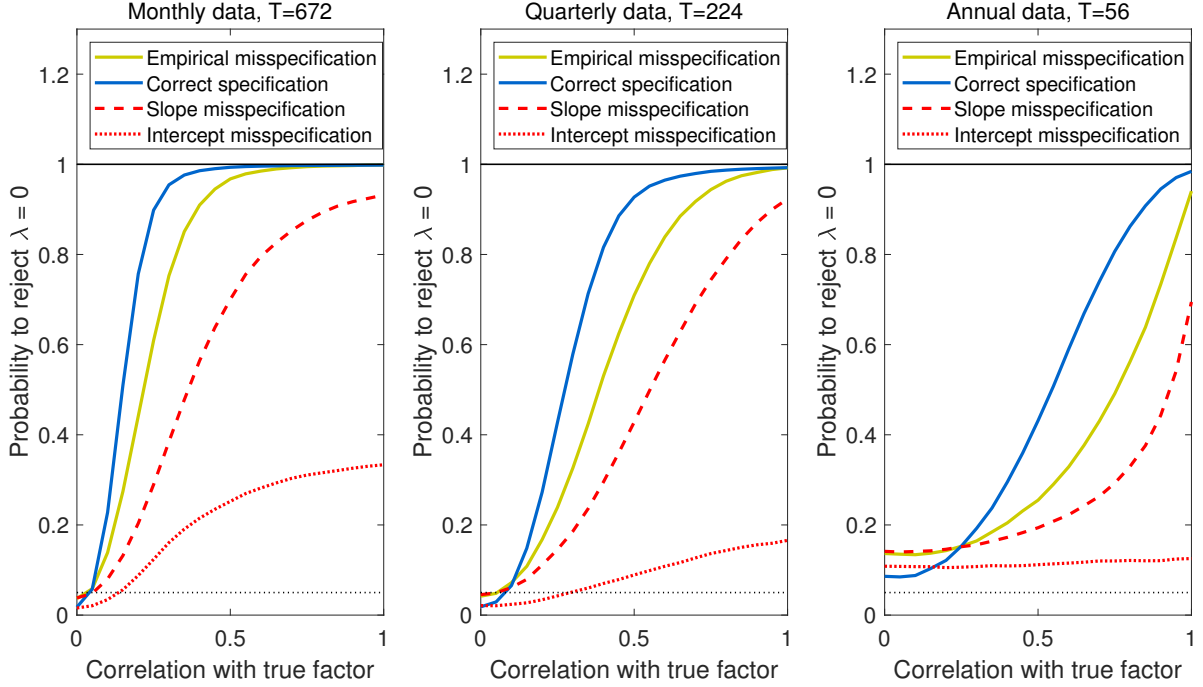 Monthly data, T=672
Empirical misspecification
Correct specification
Slope misspecification
Intercept misspecification
Probability to reject λ = 0
1.2
1
0.8
0.6
0.4
0.2
0
0
0.5
1
Correlation with true factor
Quarterly data, T=224
Empirical misspecification
Correct specification
Slope misspecification
Intercept misspecification
Probability to reject λ = 0
1.2
1
0.8
0.6
0.4
0.2
0
0
0.5
1
Correlation with true factor
Annual data, T=56
Empirical misspecification
Correct specification
Slope misspecification
Intercept misspecification
Probability to reject λ = 0
1.2
1
0.8
0.6
0.4
0.2
0
0
0.5
1
Correlation with true factor